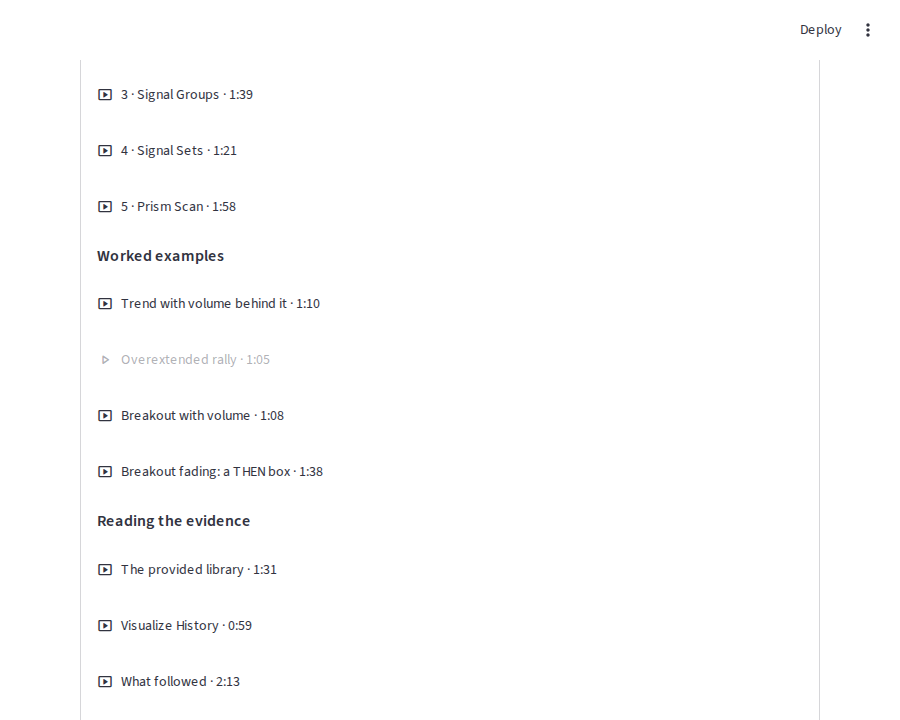 Deploy
3 · Signal Groups · 1:39
4 · Signal Sets · 1:21
5 · Prism Scan · 1:58
Worked examples
Trend with volume behind it · 1:10
Overextended rally · 1:05
Breakout with volume · 1:08
Breakout fading: a THEN box · 1:38
Reading the evidence
The provided library · 1:31
Visualize History · 0:59
What followed · 2:13